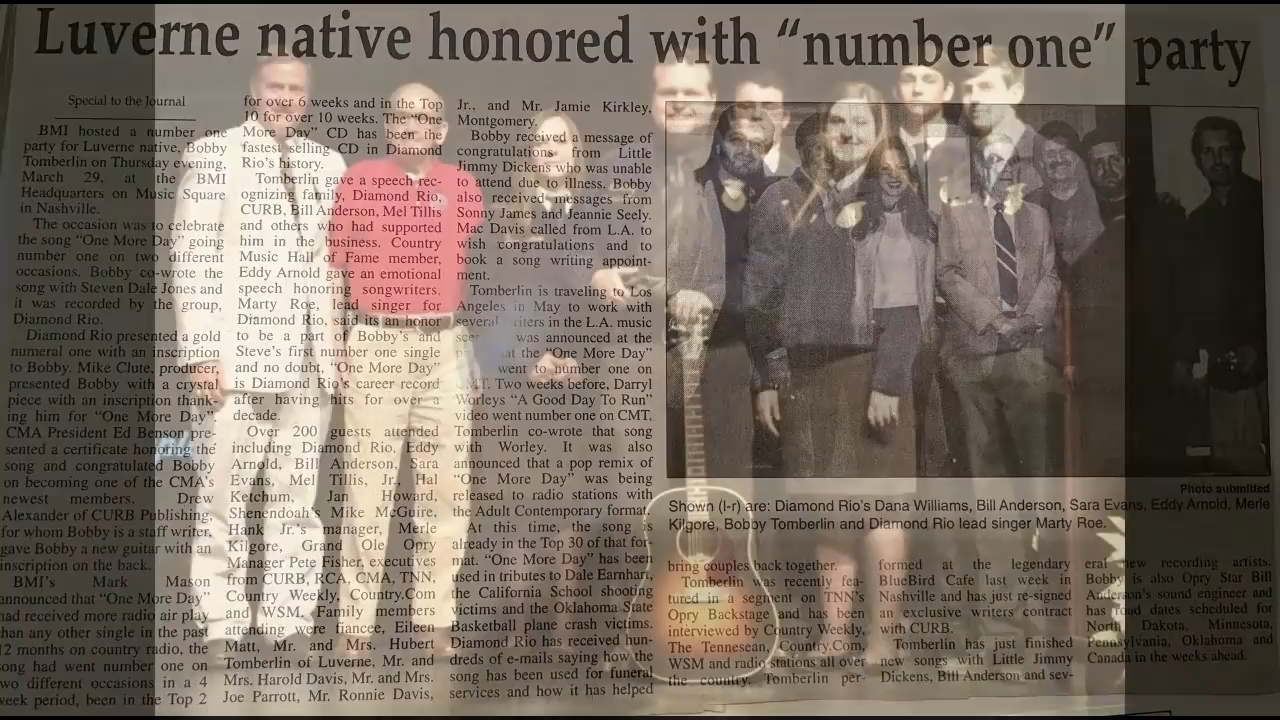 Luverne native honored with “number one” party
Special to the Journal
BMI hosted a number one
party for Luverne native, Bobby
Tomberlin on Thursday evening,
March 29, at the BMI
Headquarters on Music Square
in Nashville.
The occasion was to celebrate
the song “One More Day” going
number one on two different
occasions. Bobby co-wrote the
song with Steven Dale Jones and
it was recorded by the group,
Diamond Rio.
Diamond Rio presented a gold
numeral one with an inscription
to Bobby. Mike Clute, producer,
presented Bobby with a crystal
piece with an inscription thank-
ing him for “One More Day”.
CMA President Ed Benson pre-
sented a certificate honoring the
song and congratulated Bobby
on becoming one of the CMA's
newest members. Drew
Alexander of CURB Publishing,
for whom Bobby is a staff writer,
gave Bobby a new guitar with an
inscription on the back.
BMI's Mark Mason
announced that “One More Day”
had received more radio air play
than any other single in the past
12 months on country radio, the
song had went number one on
two different occasions in a 4
week period, been in the Top 2
for over 6 weeks and in the Top
10 for over 10 weeks. The “One
More Day” CD has been the
fastest selling CD in Diamond
Rio's history.
Tomberlin gave a speech rec-
ognizing family, Diamond Rio,
CURB, Bill Anderson, Mel Tillis
and others who had supported
him in the business. Country
Music Hall of Fame member,
Eddy Arnold gave an emotional
speech honoring songwriters.
Marty Roe, lead singer for
Diamond Rio, said its an honor
to be a part of Bobby's and
Steve's first number one single
and no doubt, “One More Day”
is Diamond Rio's career record
after having hits for over a
decade.
Over 200 guests attended
including Diamond Rio, Eddy
Arnold, Bill Anderson, Sara
Evans, Mel Tillis, Jr., Hal
Ketchum, Jan Howard,
Shenendoah's Mike McGuire,
Hank Jr.'s manager, Merle
Kilgore, Grand Ole Opry
Manager Pete Fisher, executives
from CURB, RCA, CMA, TNN,
Country Weekly, Country.Com
and WSM. Family members
attending were fiancee, Eileen
Matt, Mr. and Mrs. Hubert
Tomberlin of Luverne, Mr. and
Mrs. Harold Davis, Mr. and Mrs.
Joe Parrott, Mr. Ronnie Davis,
Jr., and Mr. Jamie Kirkley,
Montgomery.
Bobby received a message of
congratulations from Little
Jimmy Dickens who was unable
to attend due to illness. Bobby
also received messages from
Sonny James and Jeannie Seely.
Mac Davis called from L.A. to
wish congratulations and to
book a song writing appoint-
ment.
Tomberlin is traveling to Los
Angeles in May to work with
several writers in the L.A. music
was announced at the
at the “One More Day”
went to number one on
CMT. Two weeks before, Darryl
Worleys “A Good Day To Run”
video went number one on CMT.
Tomberlin co-wrote that song
with Worley. It was also
announced that a pop remix of
“One More Day” was being
released to radio stations with
the Adult Contemporary format.
At this time, the song is
already in the Top 30 of that for-
mat. “One More Day” has been
used in tributes to Dale Earnhart,
the California School shooting
victims and the Oklahoma State
Basketball plane crash victims.
Diamond Rio has received hun-
dreds of e-mails saying how the
song has been used for funeral
services and how it has helped
Photo submitted
Shown (l-r) are: Diamond Rio's Dana Williams, Bill Anderson, Sara Evans, Eddy Arnold, Merle
Kilgore, Bobby Tomberlin and Diamond Rio lead singer Marty Roe.
bring couples back together.
Tomberlin was recently fea-
tured in a segment on TNN's
Opry Backstage and has been
interviewed by Country Weekly,
The Tennesean, Country.Com,
WSM and radio stations all over
the country. Tomberlin per-
formed at the legendary
BlueBird Cafe last week in
Nashville and has just re-signed
an exclusive writers contract
with CURB.
Tomberlin has just finished
new songs with Little Jimmy
Dickens, Bill Anderson and sev-
eral new recording artists.
Bobby is also Opry Star Bill
Anderson's sound engineer and
has road dates scheduled for
North Dakota, Minnesota,
Pennsylvania, Oklahoma and
Canada in the weeks ahead.